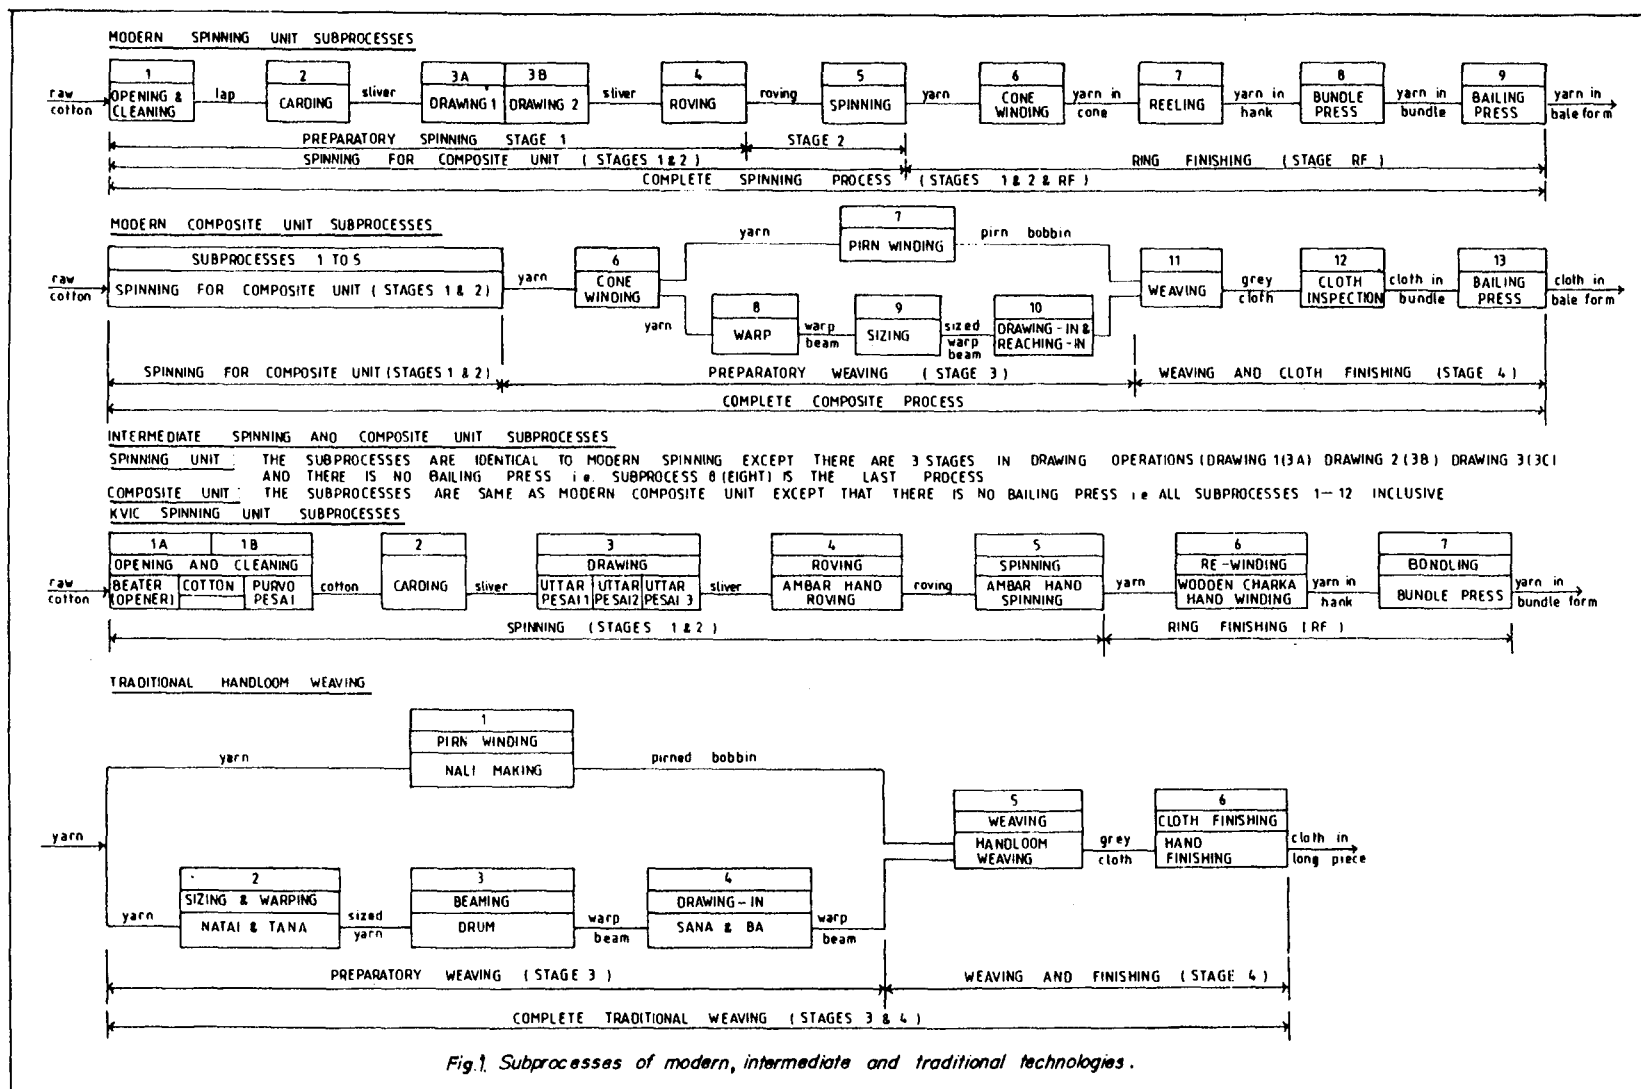 MODERN SPINNING UNIT SUBPROCESSES
1 2 3A 3B 4 5 6 7 8 9
raw cotton
OPENING & CLEANING
lap
CARDING
sliver
DRAWING 1
DRAWING 2
sliver
ROVING
roving
SPINNING
yarn
CONE WINDING
yarn in cone
REELING
yarn in hank
BUNDLE PRESS
yarn in bundle
BAILING PRESS
yarn in bale form
PREPARATORY SPINNING STAGE 1
STAGE 2
SPINNING FOR COMPOSITE UNIT (STAGES 1 & 2)
RING FINISHING (STAGE RF)
COMPLETE SPINNING PROCESS (STAGES 1 & 2 & RF)
MODERN COMPOSITE UNIT SUBPROCESSES
raw cotton
SUBPROCESSES 1 TO 5
SPINNING FOR COMPOSITE UNIT (STAGES 1 & 2)
yarn
6
CONE WINDING
yarn
7
PIRN WINDING
pirn bobbin
yarn
8
WARP
warp beam
9
SIZING
sized warp beam
10
DRAWING-IN & REACHING-IN
11
WEAVING
grey cloth
12
CLOTH INSPECTION
cloth in bundle
13
BAILING PRESS
cloth in bale form
SPINNING FOR COMPOSITE UNIT (STAGES 1 & 2)
PREPARATORY WEAVING (STAGE 3)
WEAVING AND CLOTH FINISHING (STAGE 4)
COMPLETE COMPOSITE PROCESS
INTERMEDIATE SPINNING AND COMPOSITE UNIT SUBPROCESSES
SPINNING UNIT: THE SUBPROCESSES ARE IDENTICAL TO MODERN SPINNING EXCEPT THERE ARE 3 STAGES IN DRAWING OPERATIONS (DRAWING 1(3A) DRAWING 2(3B) DRAWING 3(3C)
AND THERE IS NO BAILING PRESS i.e. SUBPROCESS 8 (EIGHT) IS THE LAST PROCESS
COMPOSITE UNIT: THE SUBPROCESSES ARE SAME AS MODERN COMPOSITE UNIT EXCEPT THAT THERE IS NO BAILING PRESS i e ALL SUBPROCESSES 1-12 INCLUSIVE
KVIC SPINNING UNIT SUBPROCESSES
raw cotton
1A 1B
OPENING AND CLEANING
BEATER (OPENER)
COTTON
PURVO PESAI
cotton
2
CARDING
sliver
3
DRAWING
UTTAR PESAI 1
UTTAR PESAI 2
UTTAR PESAI 3
sliver
4
ROVING
AMBAR HAND ROVING
roving
5
SPINNING
AMBAR HAND SPINNING
yarn
6
RE-WINDING
WOODEN CHARKA HAND WINDING
yarn in hank
7
BONDLING
BUNDLE PRESS
yarn in bundle form
SPINNING (STAGES 1 & 2)
RING FINISHING (RF)
TRADITIONAL HANDLOOM WEAVING
yarn
yarn
1
PIRN WINDING
NALI MAKING
pirned bobbin
yarn
2
SIZING & WARPING
NATAI & TANA
sized yarn
3
BEAMING
DRUM
warp beam
4
DRAWING-IN
SANA & BA
warp beam
5
WEAVING
HANDLOOM WEAVING
grey cloth
6
CLOTH FINISHING
HAND FINISHING
cloth in long piece
PREPARATORY WEAVING (STAGE 3)
WEAVING AND FINISHING (STAGE 4)
COMPLETE TRADITIONAL WEAVING (STAGES 3 & 4)
Fig.1. Subprocesses of modern, intermediate and traditional technologies.